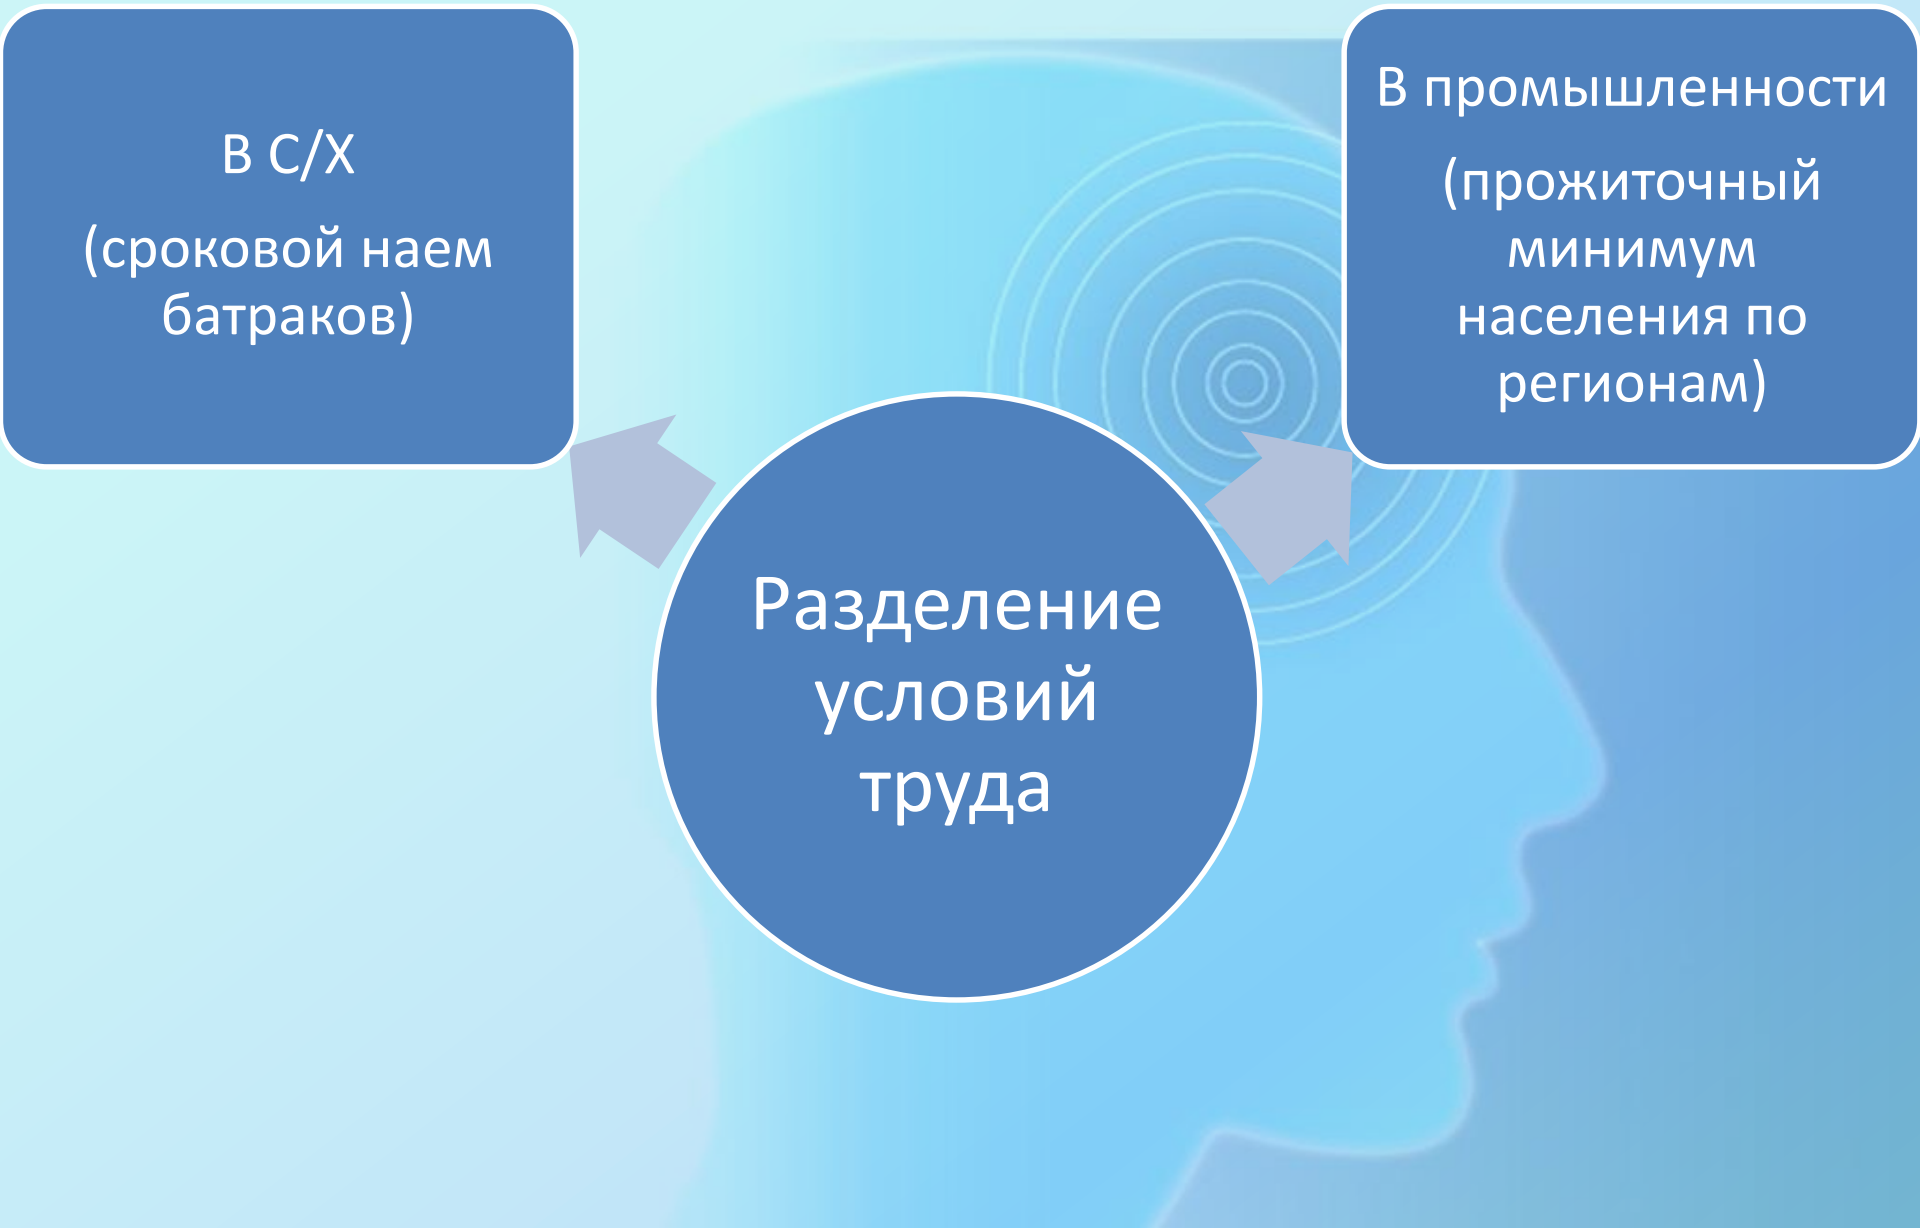 В С/Х
(сроковой наем
батраков)
В промышленности
(прожиточный
минимум
населения по
регионам)
Разделение
условий
труда